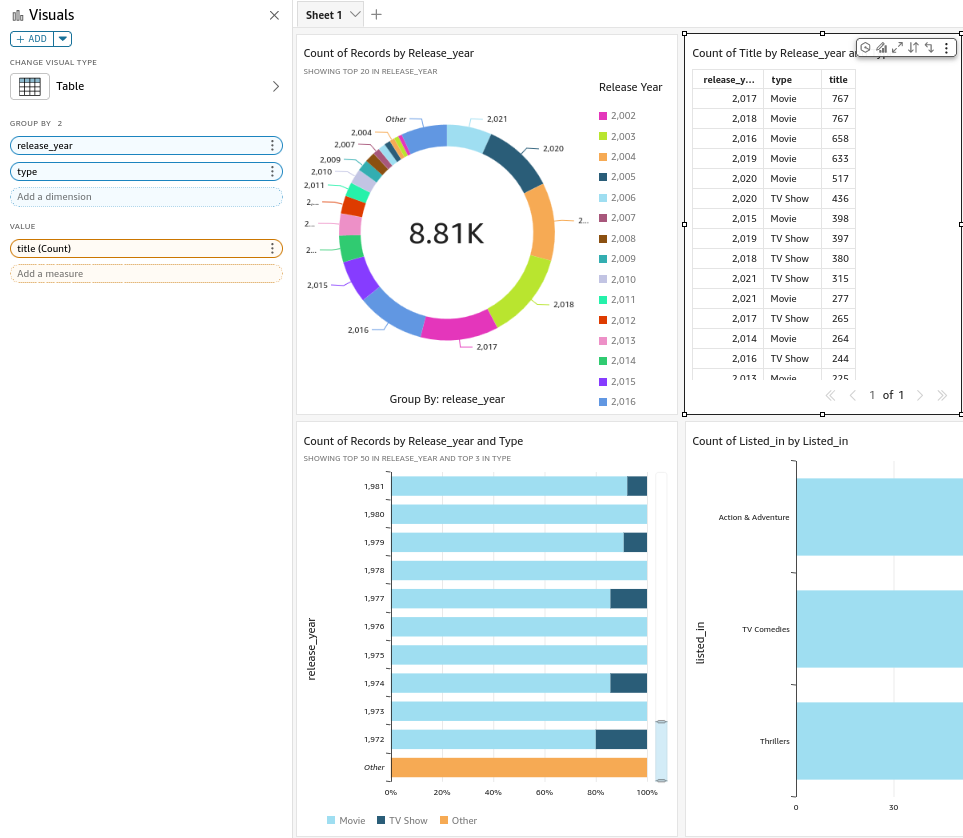 Visuals
+ ADD
CHANGE VISUAL TYPE
Table
GROUP BY 2
release_year
type
Add a dimension
VALUE
title (Count)
Add a measure
Sheet 1
Count of Records by Release_year
SHOWING TOP 20 IN RELEASE_YEAR
Release Year
2,002
2,003
2,004
2,005
2,006
2,007
2,008
2,009
2,010
2,011
2,012
2,013
2,014
2,015
2,016
Other
2,021
2,004
2,020
2,007
2,009
2,010
2,011
2,...
2...
2...
2...
2,015
2,018
2,016
2,017
8.81K
Group By: release_year
Count of Title by Release_year an
release_y... type title
2,017 Movie 767
2,018 Movie 767
2,016 Movie 658
2,019 Movie 633
2,020 Movie 517
2,020 TV Show 436
2,015 Movie 398
2,019 TV Show 397
2,018 TV Show 380
2,021 TV Show 315
2,021 Movie 277
2,017 TV Show 265
2,014 Movie 264
2,016 TV Show 244
2,013 Movie 225
1 of 1
Count of Records by Release_year and Type
SHOWING TOP 50 IN RELEASE_YEAR AND TOP 3 IN TYPE
release_year
1,981
1,980
1,979
1,978
1,977
1,976
1,975
1,974
1,973
1,972
Other
0% 20% 40% 60% 80% 100%
Movie TV Show Other
Count of Listed_in by Listed_in
listed_in
Action & Adventure
TV Comedies
Thrillers
0 30